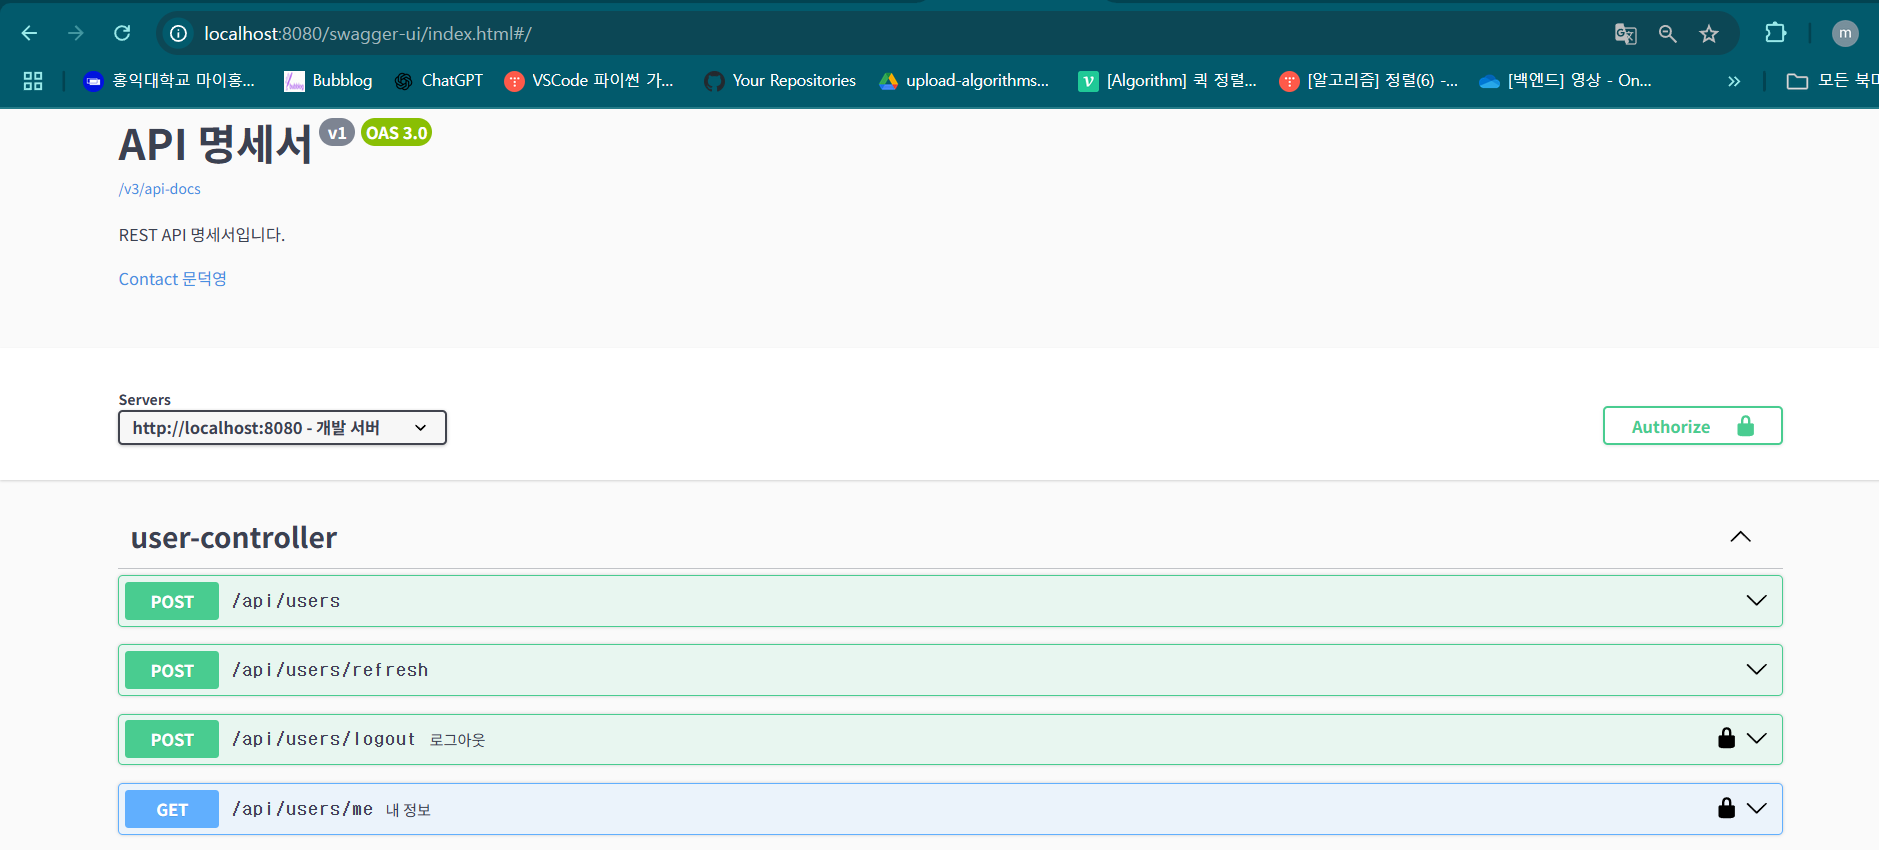 localhost:8080/swagger-ui/index.html#/
m
홍익대학교 마이홍...
Bubblog
ChatGPT
VSCode 파이썬 가...
Your Repositories
upload-algorithms...
[Algorithm] 퀵 정렬...
[알고리즘] 정렬(6) -...
[백엔드] 영상 - On...
»
모든 북마
API 명세서 v1 OAS 3.0
/v3/api-docs
REST API 명세서입니다.
Contact 문덕영
Servers
http://localhost:8080 - 개발 서버
Authorize
user-controller
POST /api/users
POST /api/users/refresh
POST /api/users/logout 로그아웃
GET /api/users/me 내 정보